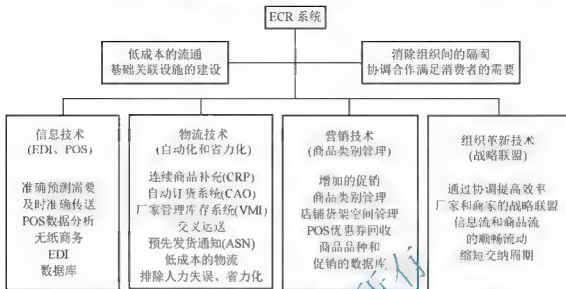 ECR 系统
低成本的流通
基础关联设施的建设
消除组织间的隔阂
协调合作满足消费者的需要
信息技术
(EDI、POS)
准确预测需要
及时准确传送
POS数据分析
无纸商务
EDI
数据库
物流技术
(自动化和省力化)
连续商品补充(CRP)
自动订货系统(CAO)
厂家管理库存系统(VMI)
交叉运送
预先发货通知(ASN)
低成本的物流
排除人力失误、省力化
营销技术
(商品类别管理)
增加的促销
商品类别管理
店铺货架空间管理
POS优惠券回收
商品品种和
促销的数据库
组织革新技术
(战略联盟)
通过协调提高效率
厂家和商家的战略联盟
信息流和商品流
的顺畅流动
缩短交纳周期